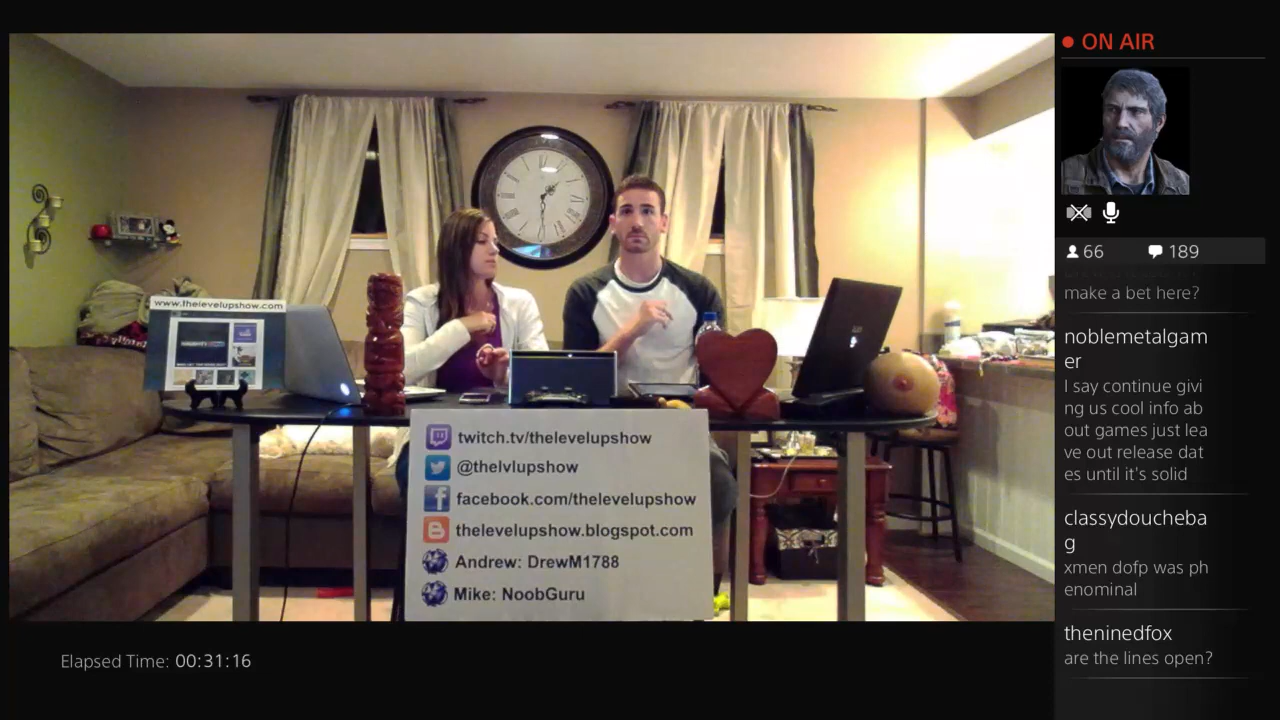 ON AIR
66 189
make a bet here?
noblemetalgam
er
I say continue givi
ng us cool info ab
out games just lea
ve out release dat
es until it's solid
classydoucheba
g
xmen dofp was ph
enominal
theninedfox
are the lines open?
www.thelevelupshow.com
twitch.tv/thelevelupshow
@thelvlupshow
facebook.com/thelevelupshow
thelevelupshow.blogspot.com
Andrew: DrewM1788
Mike: NoobGuru
Elapsed Time: 00:31:16